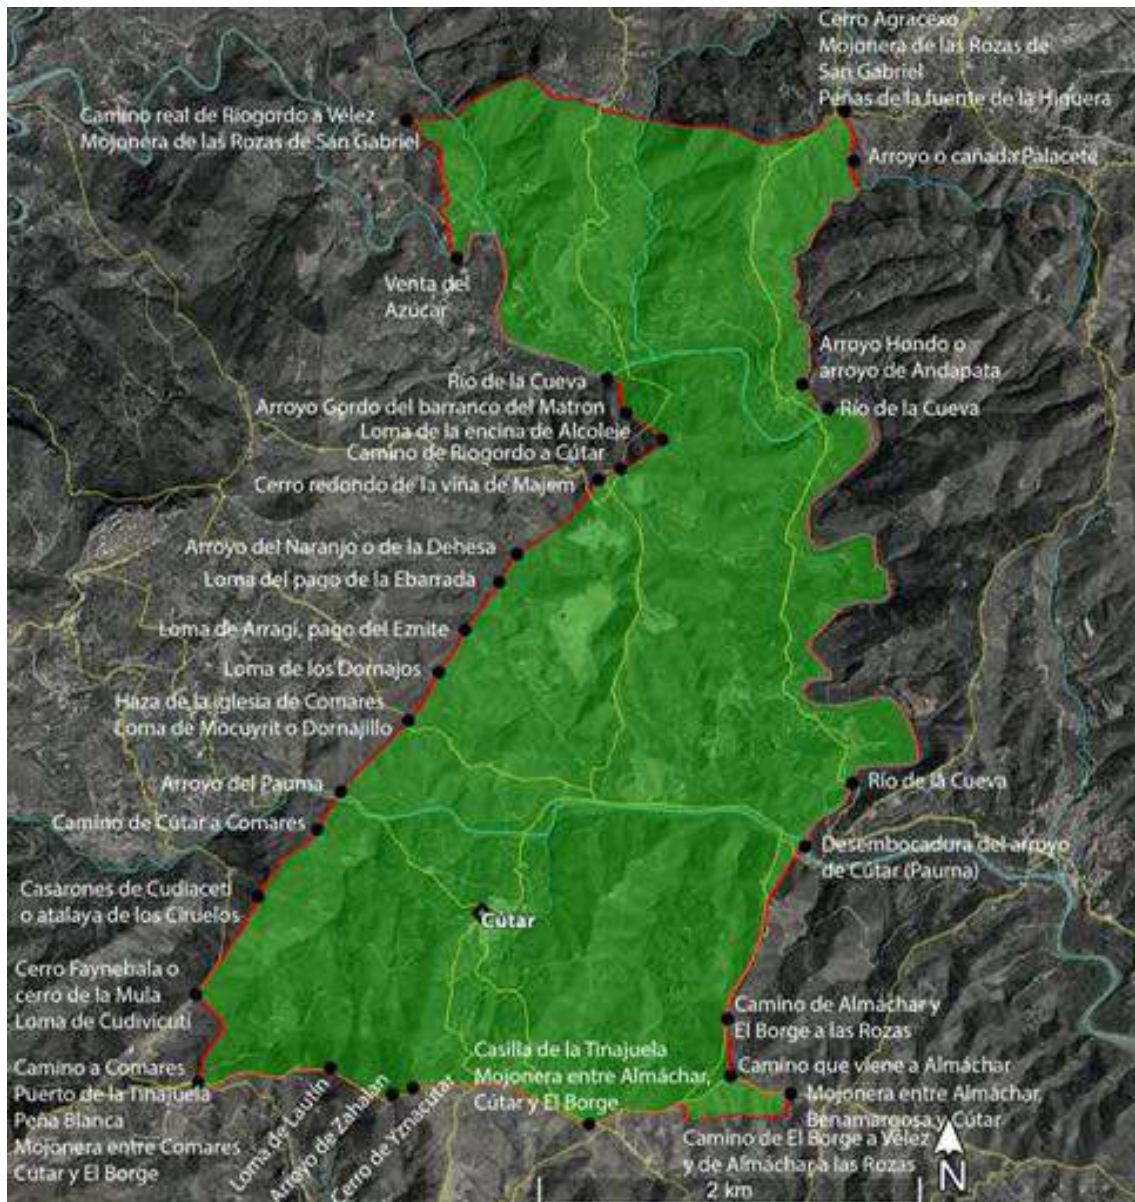 Cerro Agracexo
Mojonera de las Rozas de
San Gabriel
Peñas de la fuente de la Higuera
Camino real de Riogordo a Vélez
Mojonera de las Rozas de San Gabriel
Arroyo o cañada Palacete
Venta del
Azúcar
Arroyo Hondo o
arroyo de Andapata
Río de la Cueva
Río de la Cueva
Arroyo Gordo del barranco del Matron
Loma de la encina de Alcoleje
Camino de Riogordo a Cútar
Cerro redondo de la viña de Majem
Arroyo del Naranjo o de la Dehesa
Loma del pago de la Ebarrada
Loma de Arragi, pago del Eznite
Loma de los Dornajos
Haza de la iglesia de Comares
Loma de Mocuyrit o Dornajillo
Arroyo del Pauma
Río de la Cueva
Camino de Cútar a Comares
Desembocadura del arroyo
de Cútar (Pauma)
Casarones de Cudiaceti
o atalaya de los Ciruelos
Cútar
Cerro Faynebala o
cerro de la Mula
Loma de Cudivicuti
Camino de Almáchar y
El Borge a las Rozas
Camino a Comares
Puerto de la Tinajuela
Peña Blanca
Mojonera entre Comares
Cútar y El Borge
Loma de Lautín
Arroyo de Zahalan
Cerro de Yznacutar
Casilla de la Tinajuela
Mojonera entre Almáchar,
Cútar y El Borge
Camino que viene a Almáchar
Mojonera entre Almáchar,
Benamargosa y Cútar
Camino de El Borge a Vélez
y de Almáchar a las Rozas
N
2 km